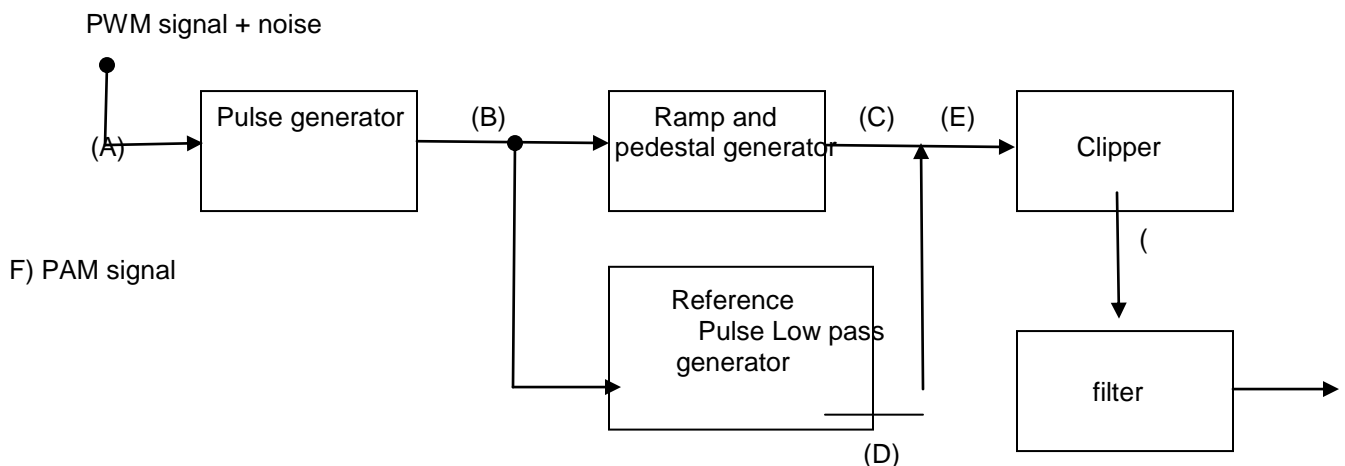 PWM signal + noise
(A)
Pulse generator
(B)
Ramp and
pedestal generator
(C)
(E)
Clipper
(
F) PAM signal
Reference
Pulse Low pass
generator
filter
(D)